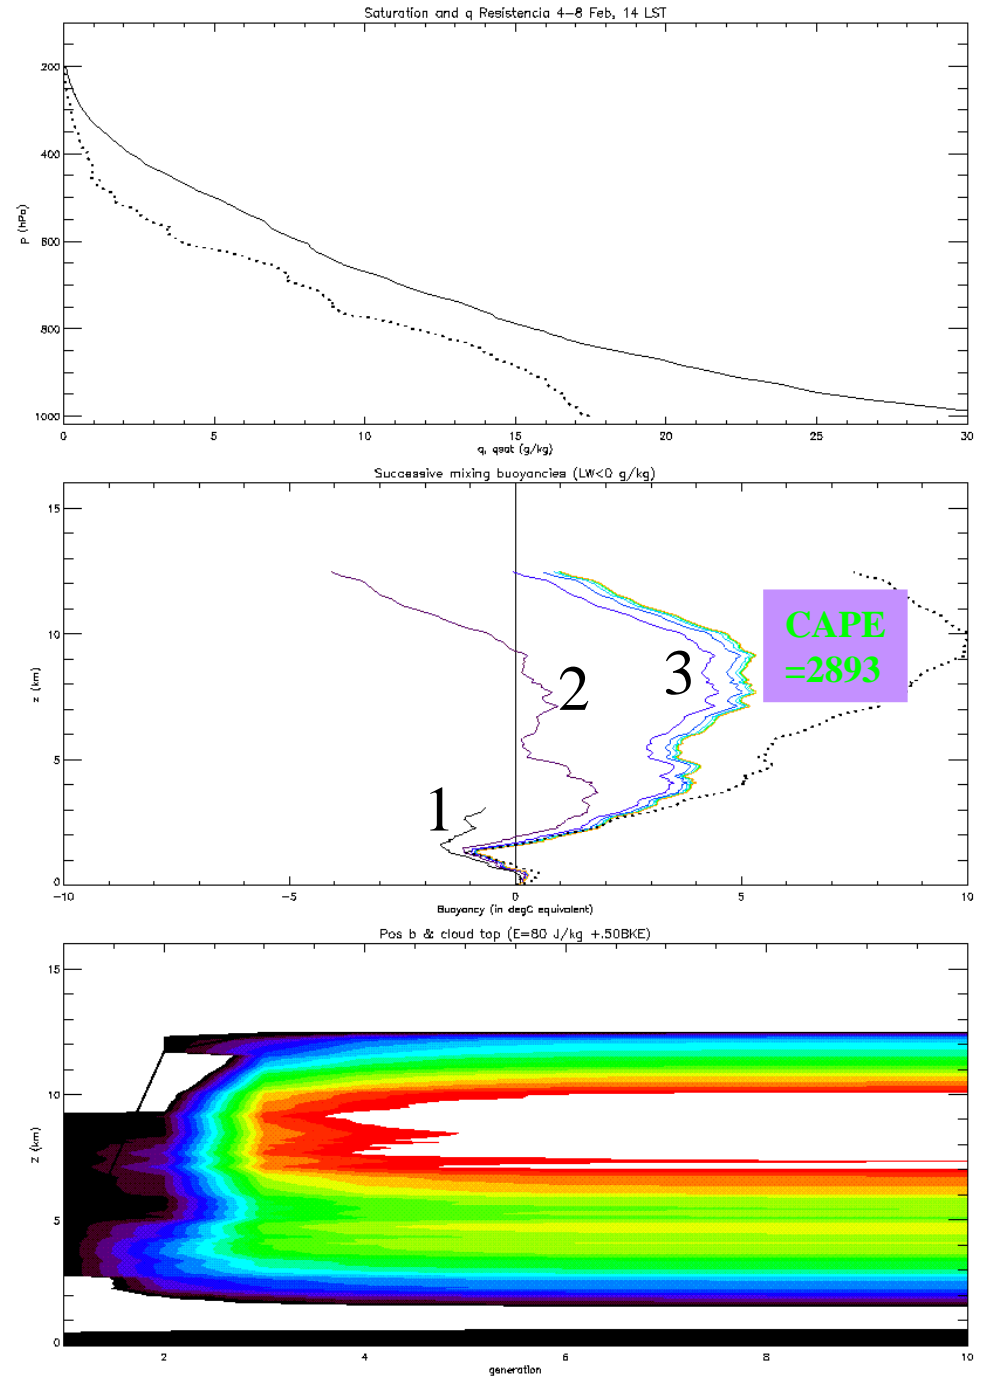 Saturation and q Resistencia 4-8 Feb, 14 LST
200
400
600
800
1000
p (hPa)
0 5 10 15 20 25 30
q, qsat (g/kg)
Successive mixing buoyancies (LW<0 g/kg)
15
10
5
0
z (km)
1
2
3
CAPE
=2893
-10 -5 0 5 10
Buoyancy (in degC equivalent)
Pos b & cloud top (E=80 J/kg +.50BKE)
15
10
5
0
z (km)
2 4 6 8 10
generation